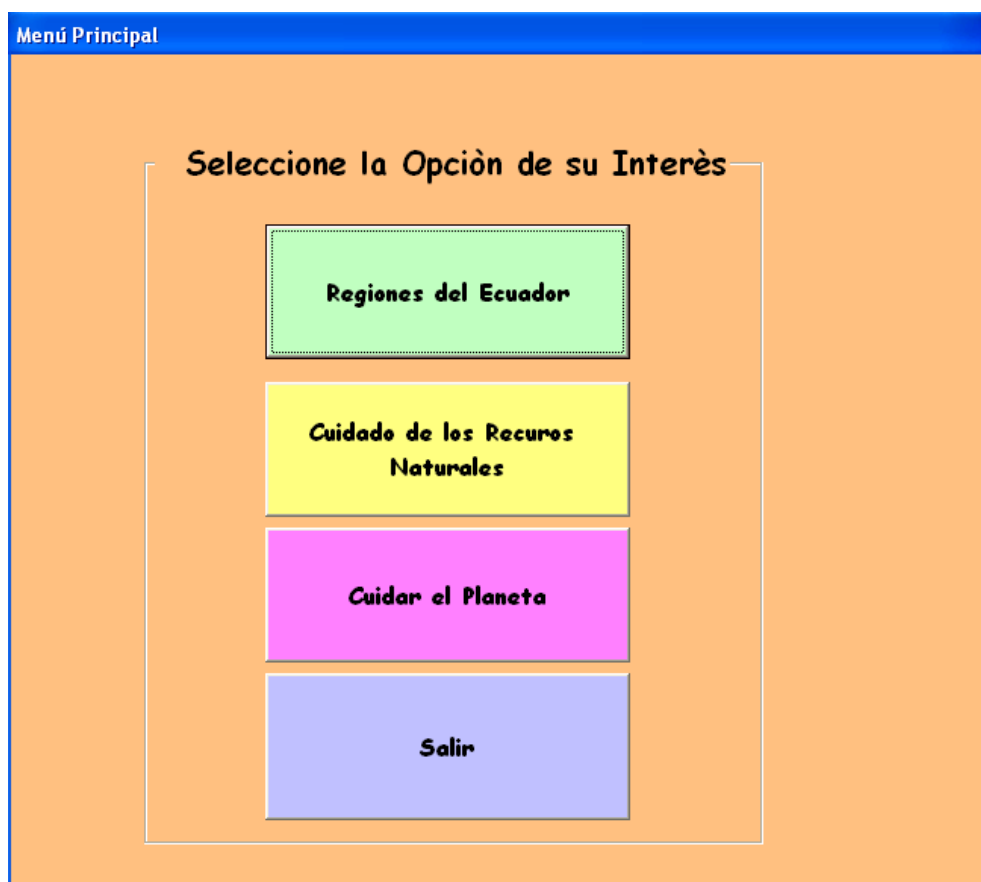 Menú Principal
Seleccione la Opciòn de su Interès
Regiones del Ecuador
Cuidado de los Recuros
Naturales
Cuidar el Planeta
Salir